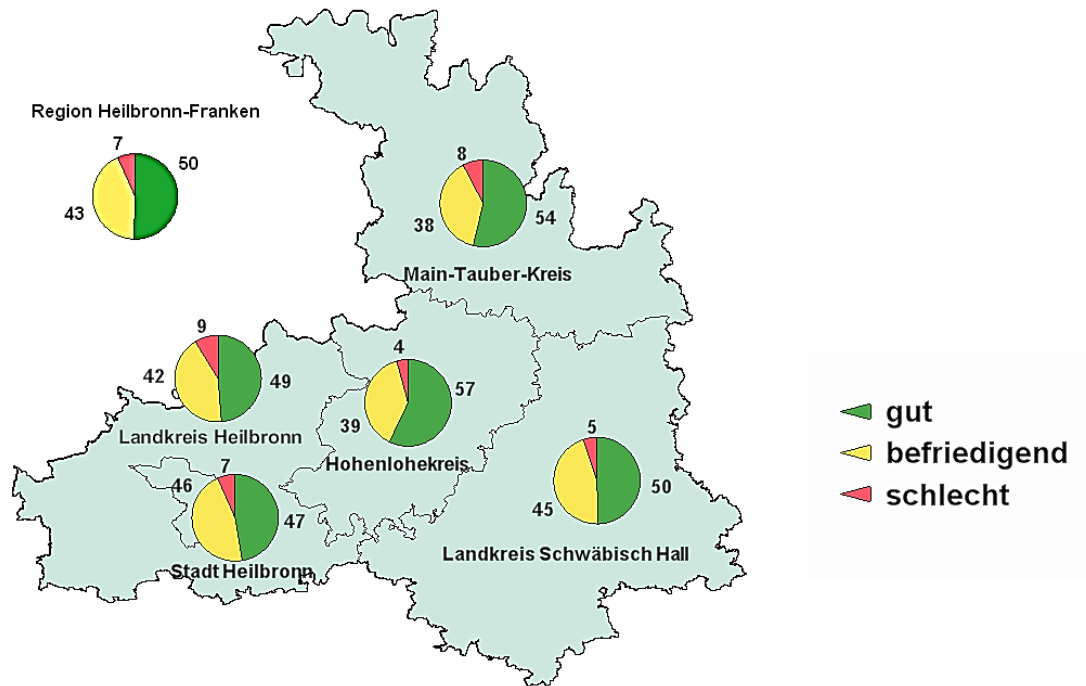 Region Heilbronn-Franken
7
50
43
8
54
38
Main-Tauber-Kreis
9
42
49
Landkreis Heilbronn
4
57
39
Hohenlohekreis
7
46
47
Stadt Heilbronn
5
50
45
Landkreis Schwäbisch Hall
gut
befriedigend
schlecht